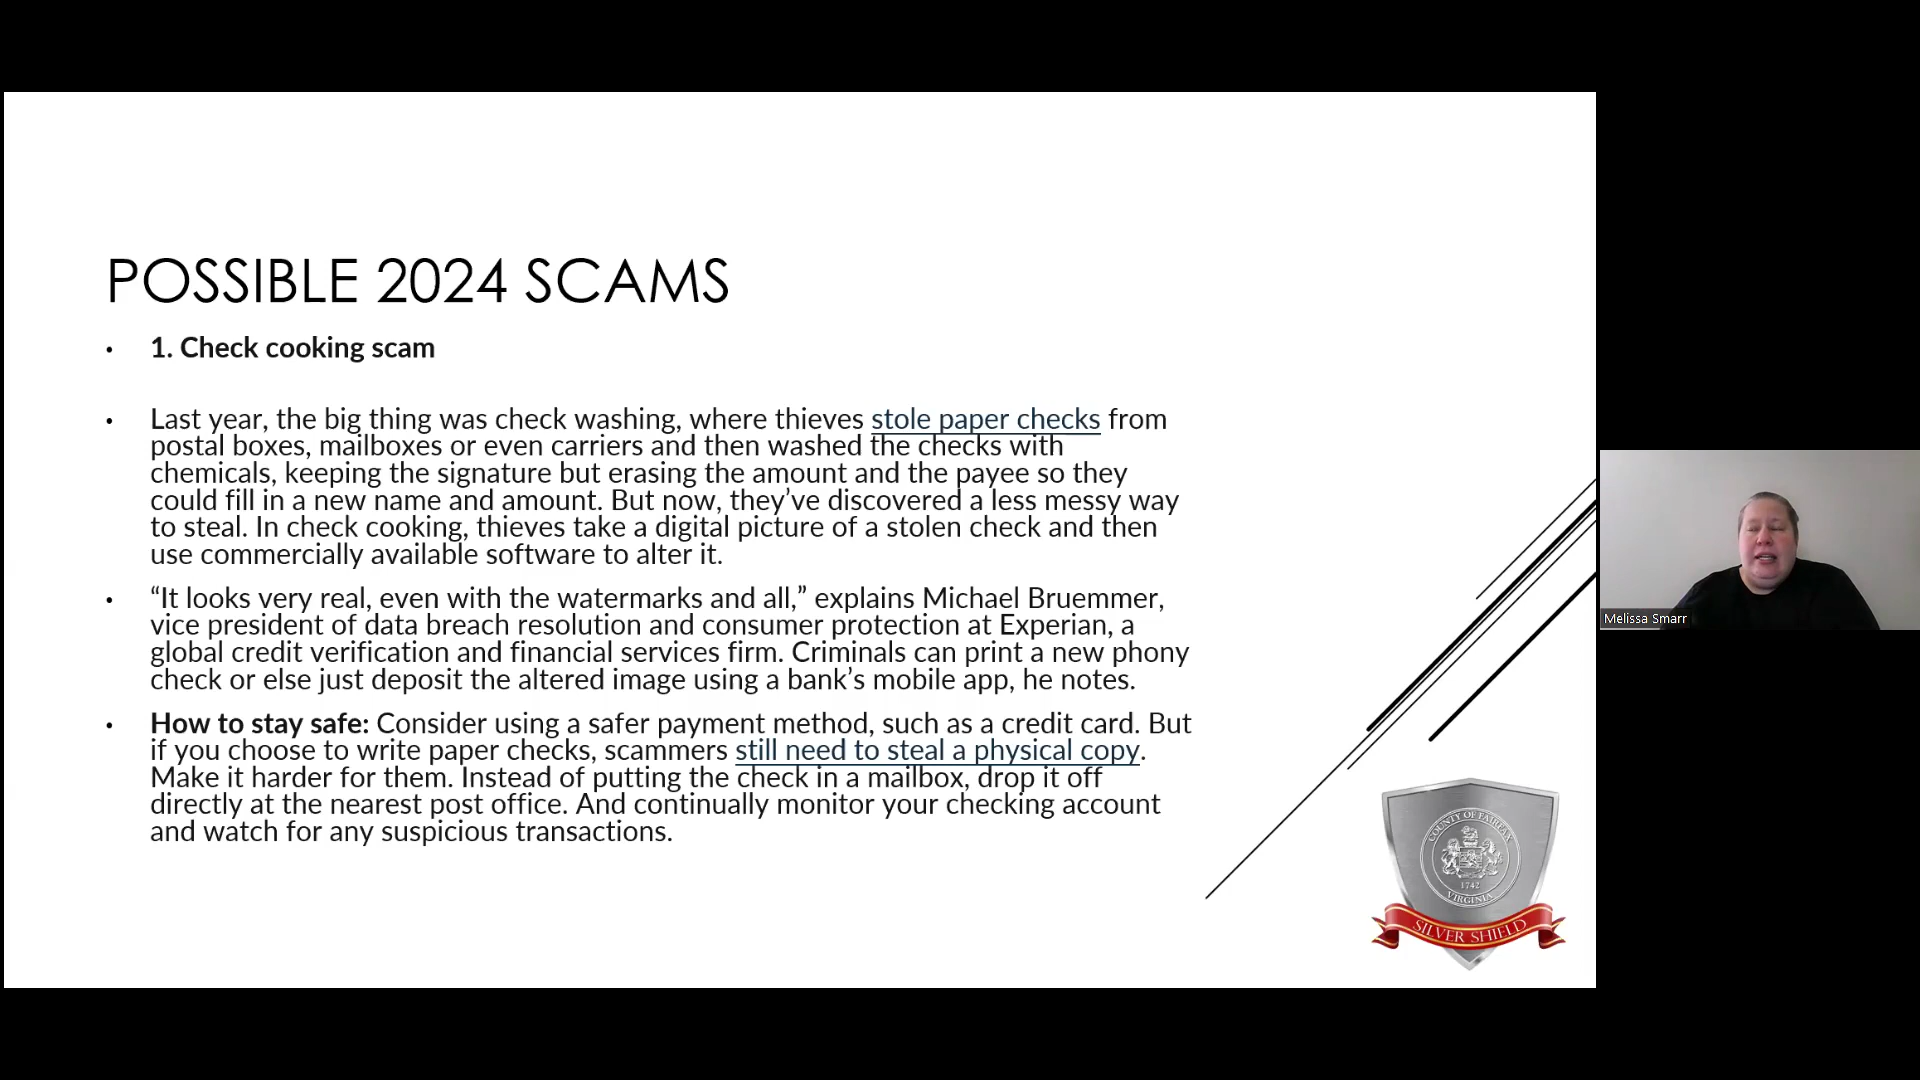 POSSIBLE 2024 SCAMS
• 1. Check cooking scam
• Last year, the big thing was check washing, where thieves stole paper checks from
postal boxes, mailboxes or even carriers and then washed the checks with
chemicals, keeping the signature but erasing the amount and the payee so they
could fill in a new name and amount. But now, they’ve discovered a less messy way
to steal. In check cooking, thieves take a digital picture of a stolen check and then
use commercially available software to alter it.
• “It looks very real, even with the watermarks and all,” explains Michael Bruemmer,
vice president of data breach resolution and consumer protection at Experian, a
global credit verification and financial services firm. Criminals can print a new phony
check or else just deposit the altered image using a bank’s mobile app, he notes.
• How to stay safe: Consider using a safer payment method, such as a credit card. But
if you choose to write paper checks, scammers still need to steal a physical copy.
Make it harder for them. Instead of putting the check in a mailbox, drop it off
directly at the nearest post office. And continually monitor your checking account
and watch for any suspicious transactions.
COUNTY OF FAIRFAX
1742
VIRGINIA
SILVER SHIELD
Melissa Smarr